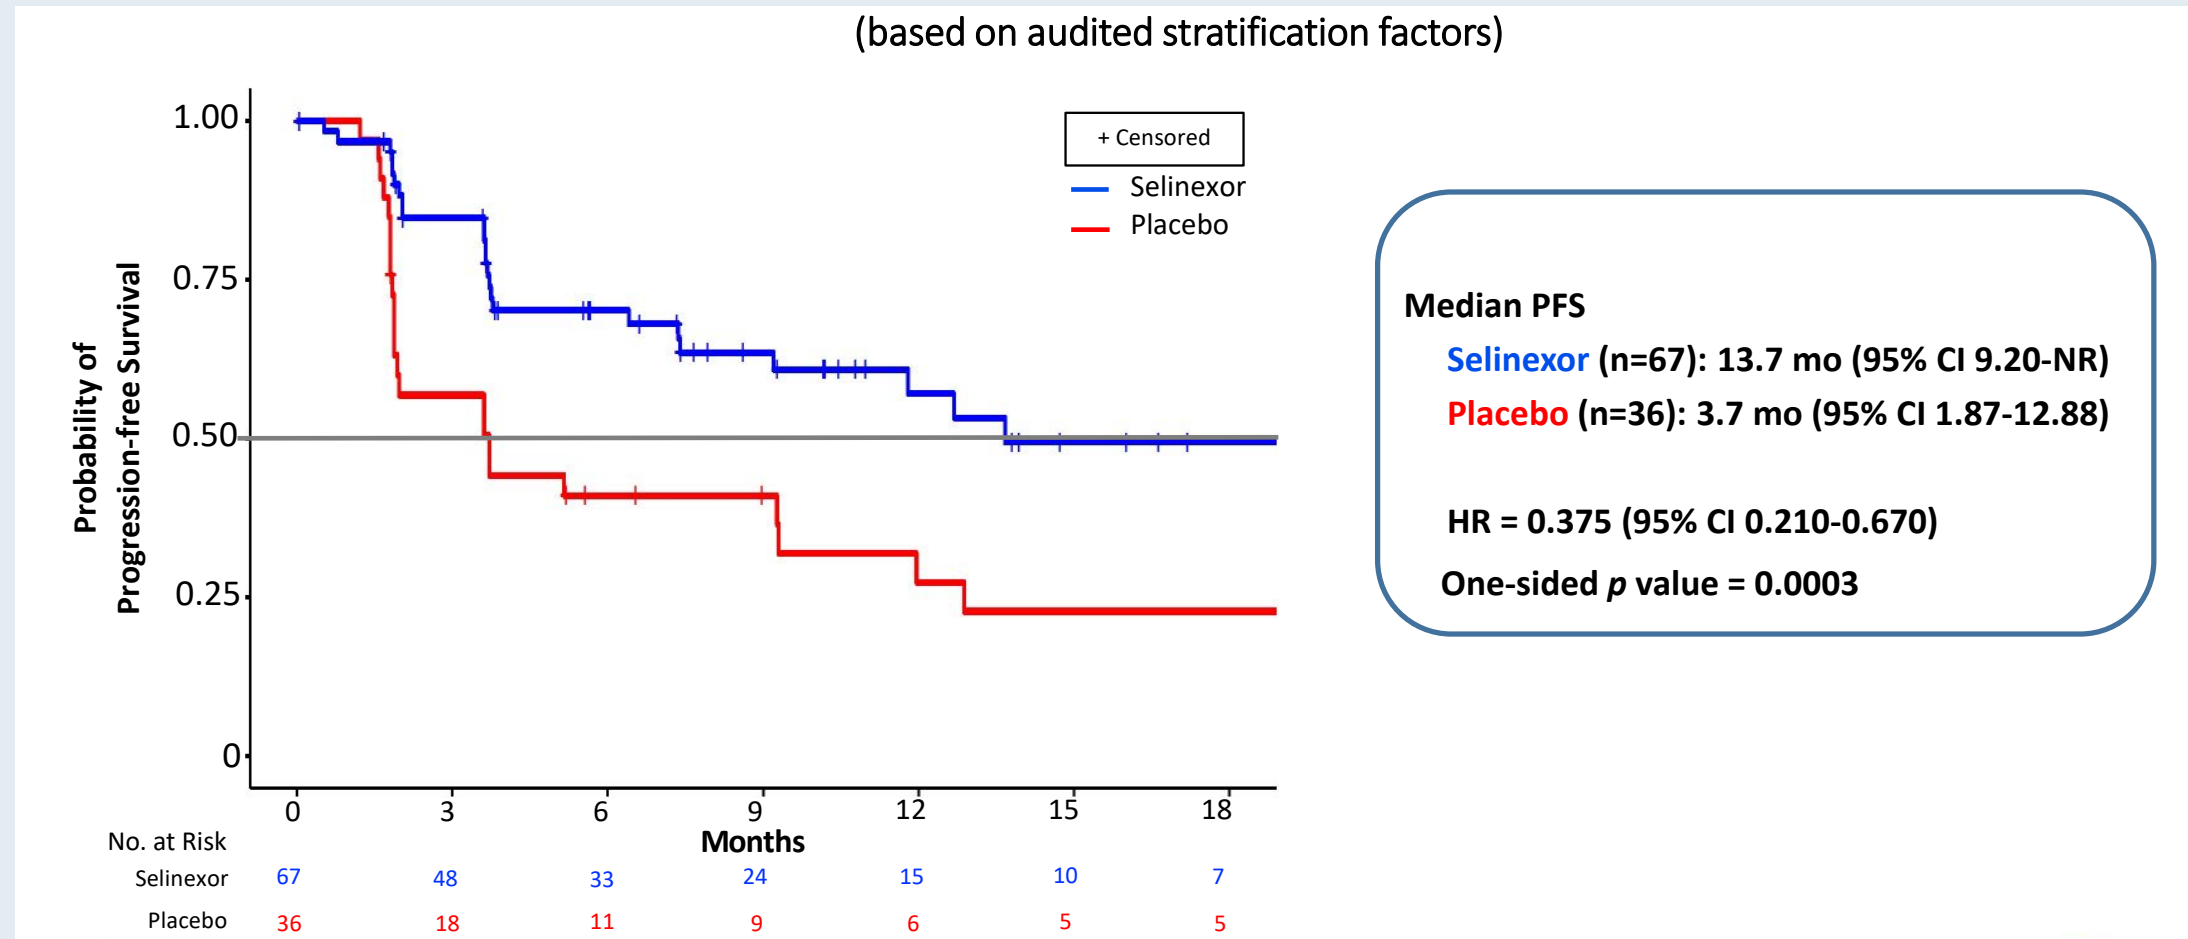 (based on audited stratification factors)
1.00
0.75
0.50
0.25
0
Probability of
Progression-free Survival
+ Censored
Selinexor
Placebo
0 3 6 9 12 15 18
Months
No. at Risk
Selinexor 67 48 33 24 15 10 7
Placebo 36 18 11 9 6 5 5
Median PFS
Selinexor (n=67): 13.7 mo (95% CI 9.20-NR)
Placebo (n=36): 3.7 mo (95% CI 1.87-12.88)
HR = 0.375 (95% CI 0.210-0.670)
One-sided p value = 0.0003